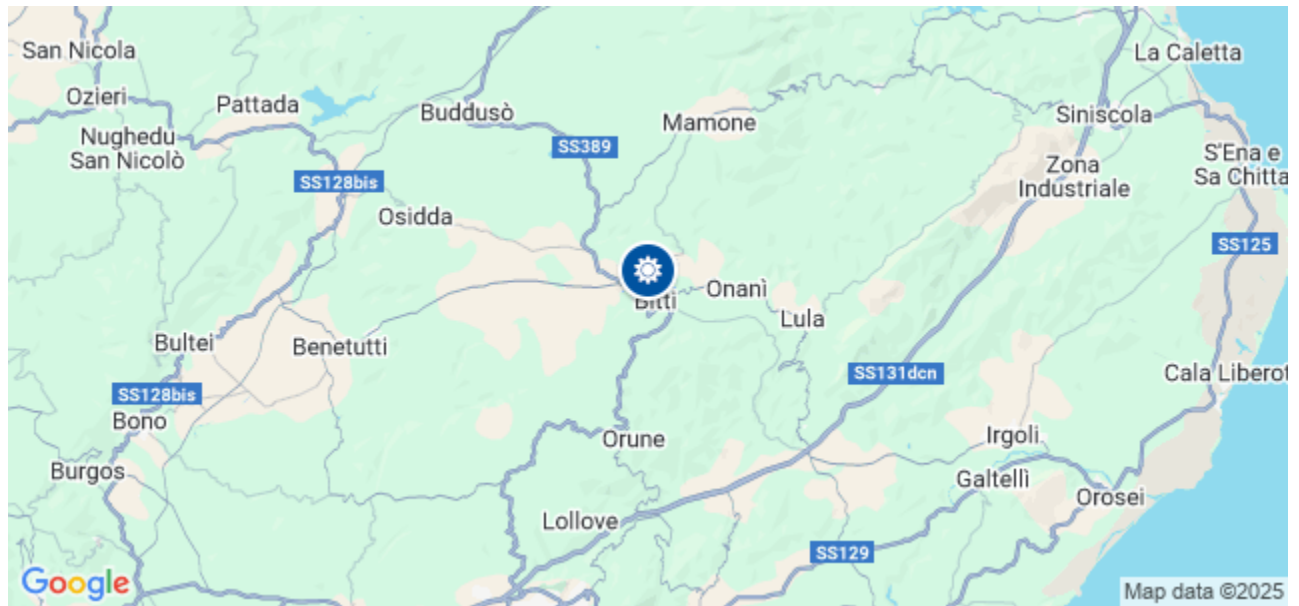 San Nicola
La Caletta
Ozieri
Pattada
Buddusò
Mamone
Siniscola
Nughedu
San Nicolò
SS389
S'Ena e
Sa Chitta
Zona
Industriale
SS128bis
Osidda
SS125
Bitti
Onanì
Lula
Bultei
Benetutti
SS131dcn
Cala Liberot
SS128bis
Bono
Orune
Irgoli
Burgos
Galtellì
Orosei
Lollove
SS129
Google
Map data ©2025